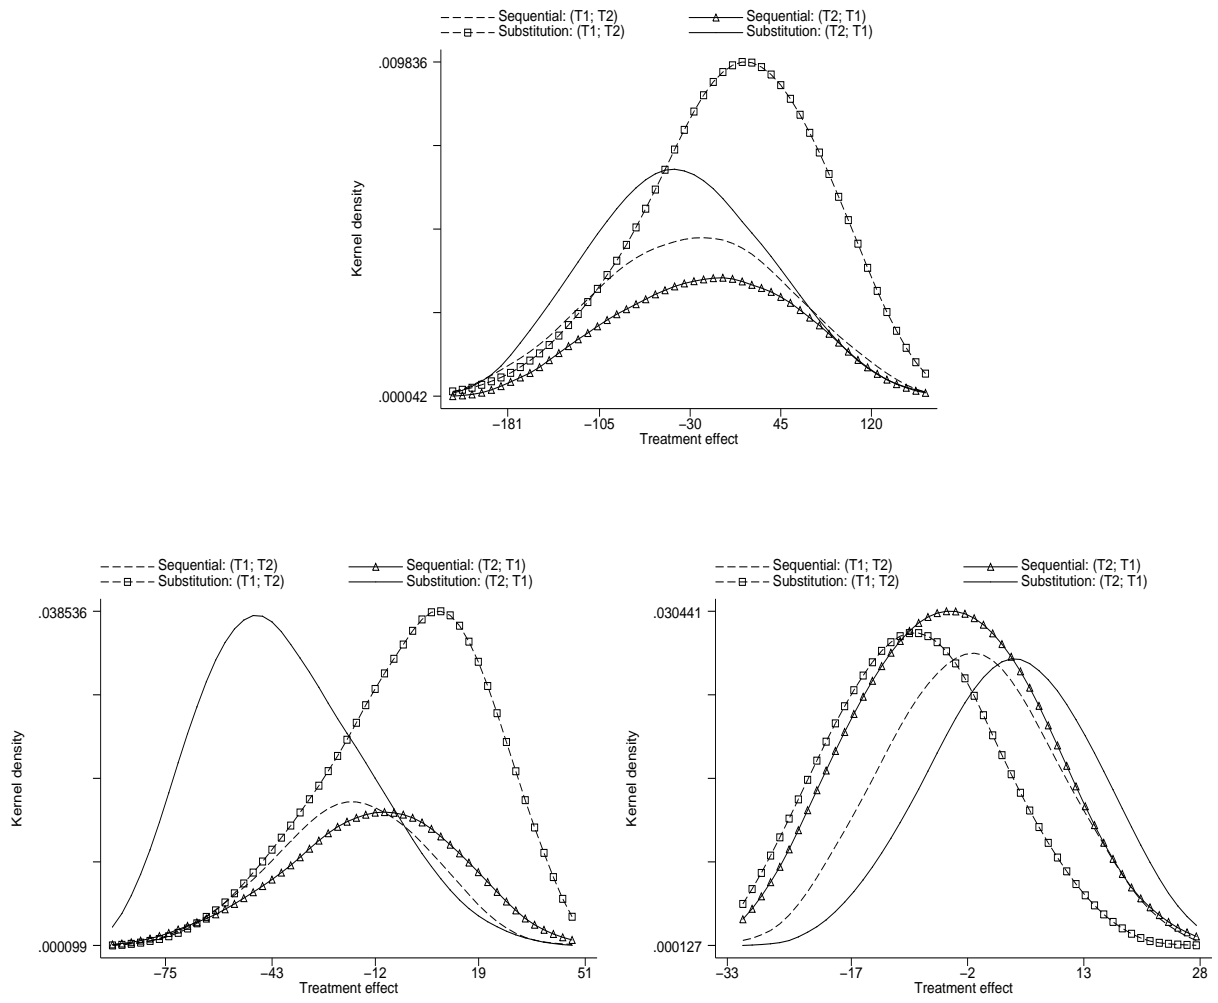 Sequential: (T1; T2) Sequential: (T2; T1)
Substitution: (T1; T2) Substitution: (T2; T1)
.009836
Kernel density
.000042
−181 −105 −30 45 120
Treatment effect
Sequential: (T1; T2) Sequential: (T2; T1)
Substitution: (T1; T2) Substitution: (T2; T1)
.038536
Kernel density
.000099
−75 −43 −12 19 51
Treatment effect
Sequential: (T1; T2) Sequential: (T2; T1)
Substitution: (T1; T2) Substitution: (T2; T1)
.030441
Kernel density
.000127
−33 −17 −2 13 28
Treatment effect